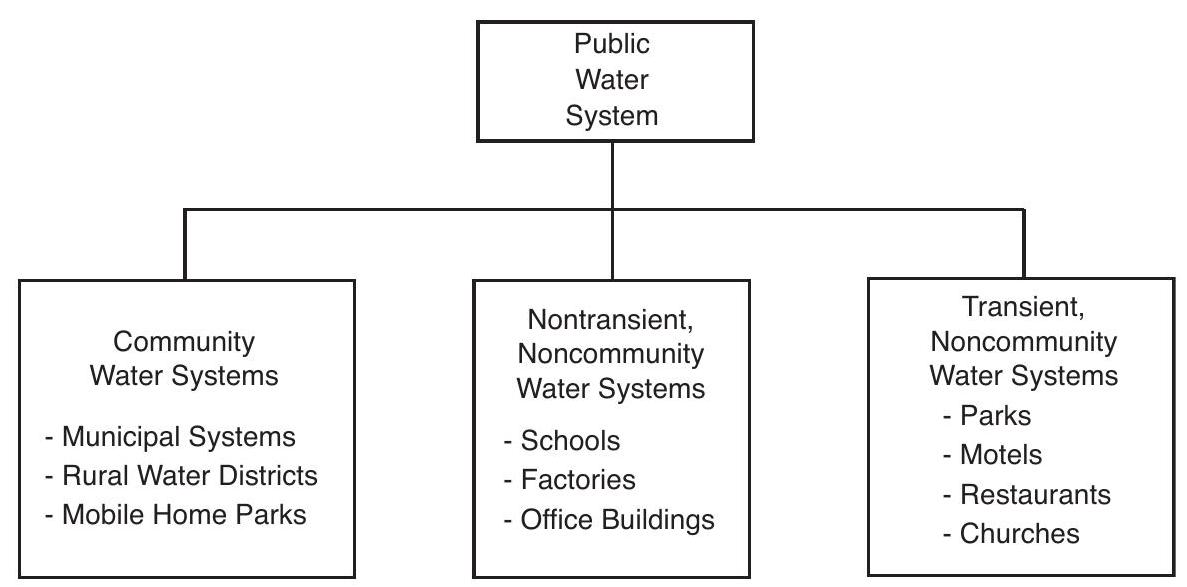 Public
Water
System
Community
Water Systems
- Municipal Systems
- Rural Water Districts
- Mobile Home Parks
Nontransient,
Noncommunity
Water Systems
- Schools
- Factories
- Office Buildings
Transient,
Noncommunity
Water Systems
- Parks
- Motels
- Restaurants
- Churches